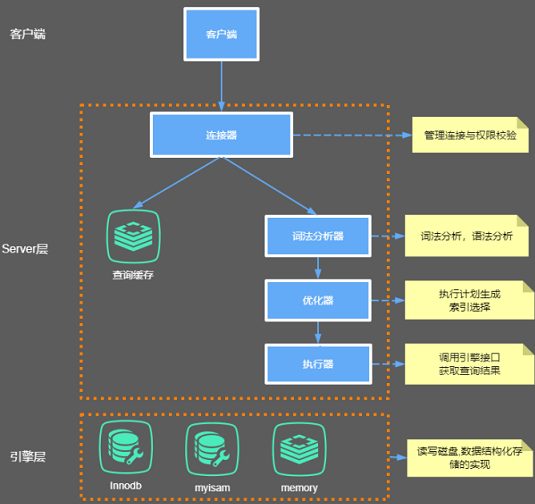 客户端
客户端
连接器
管理连接与权限校验
Server层
查询缓存
词法分析器
词法分析，语法分析
优化器
执行计划生成
索引选择
执行器
调用引擎接口
获取查询结果
引擎层
Innodb
myisam
memory
读写磁盘,数据结构化存
储的实现